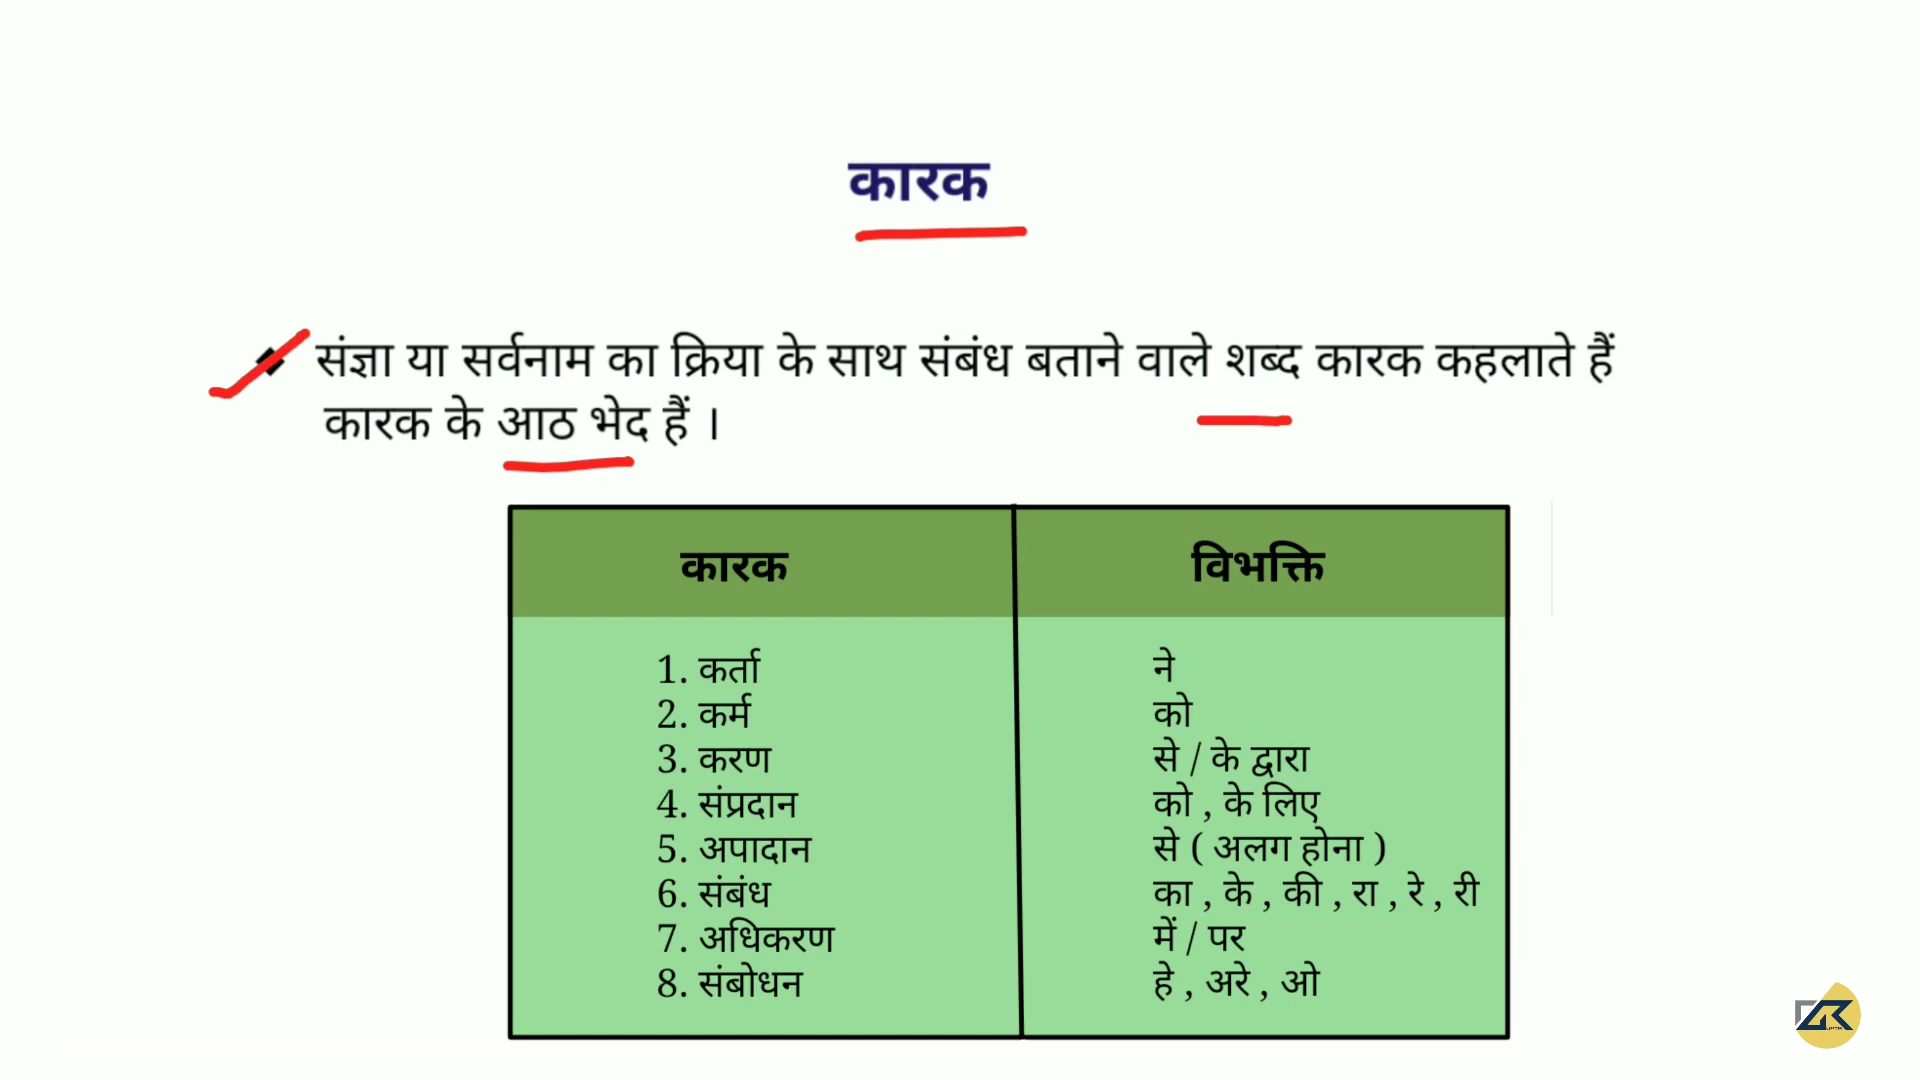 कारक
संज्ञा या सर्वनाम का क्रिया के साथ संबंध बताने वाले शब्द कारक कहलाते हैं
कारक के आठ भेद हैं ।
कारक विभक्ति
1. कर्ता ने
2. कर्म को
3. करण से / के द्वारा
4. संप्रदान को , के लिए
5. अपादान से ( अलग होना )
6. संबंध का , के , की , रा , रे , री
7. अधिकरण में / पर
8. संबोधन हे , अरे , ओ